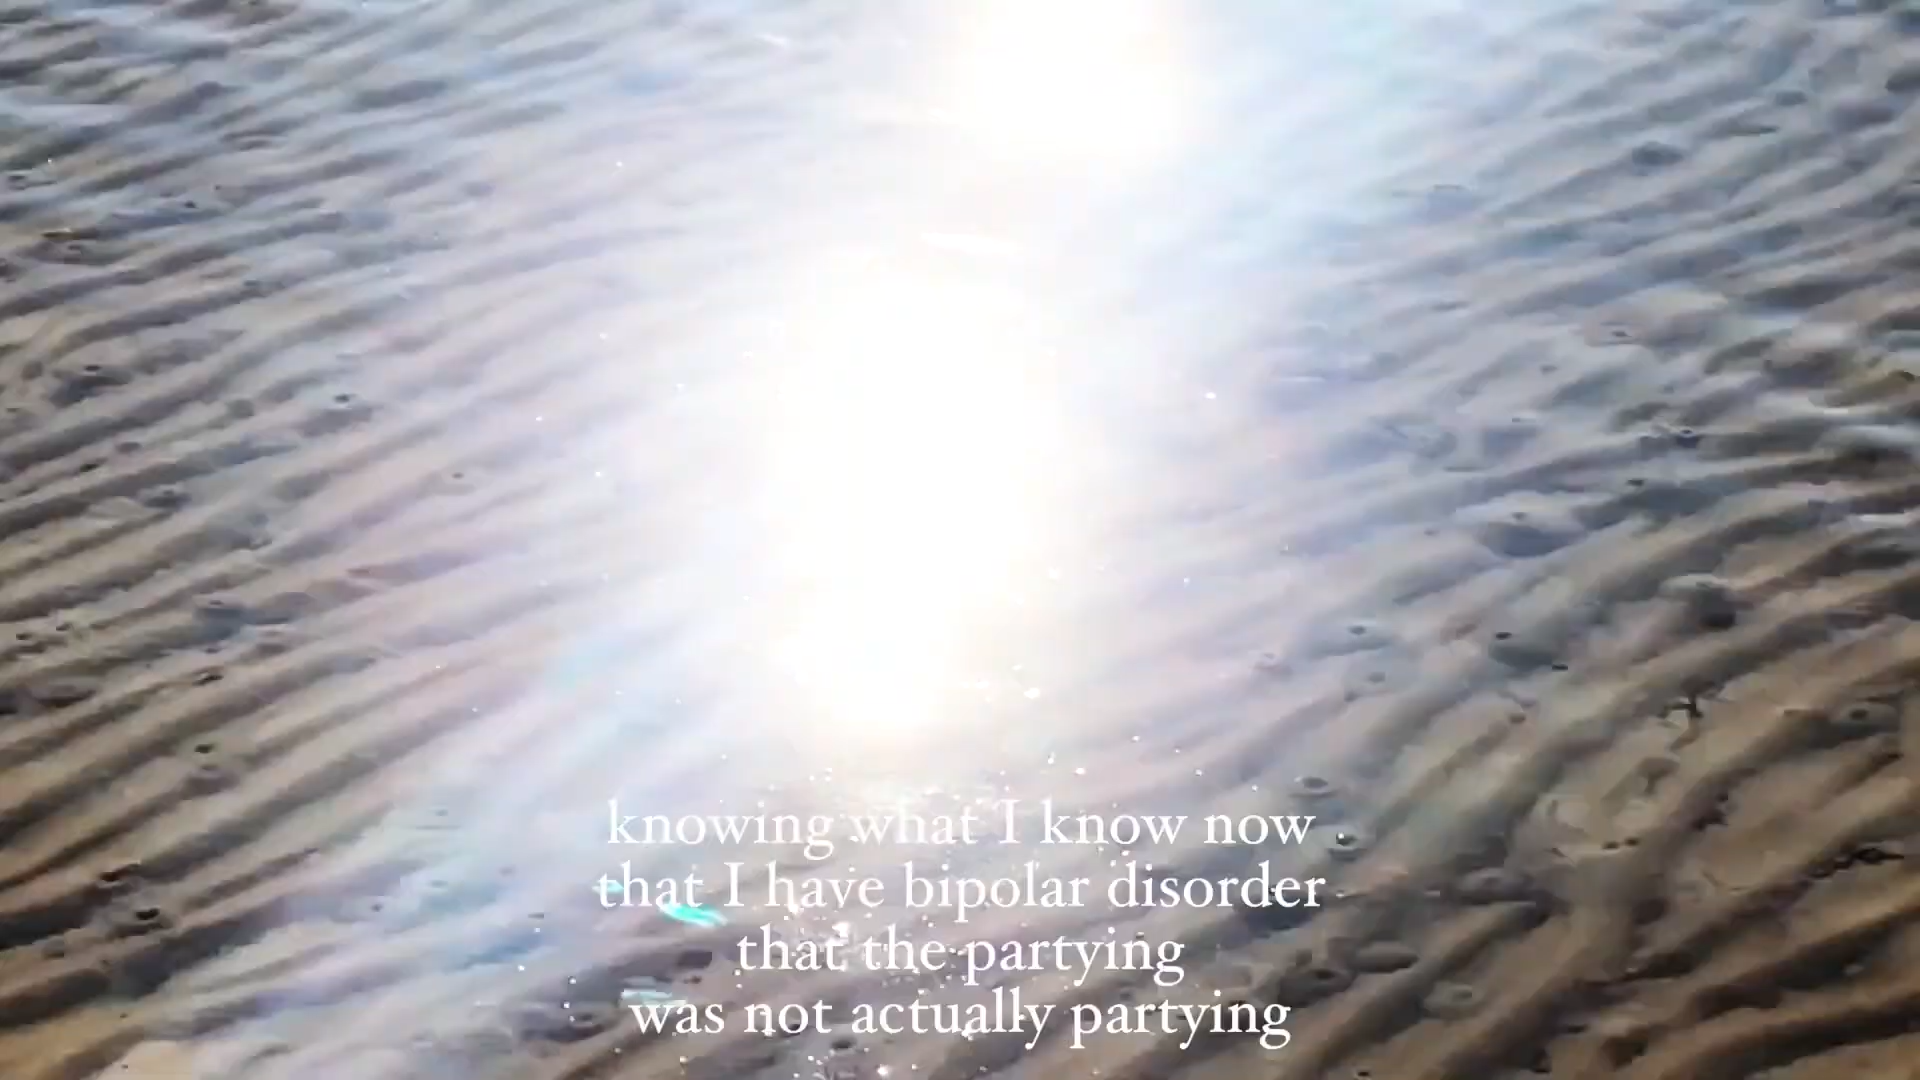 knowing what I know now
that I have bipolar disorder
that the partying
was not actually partying